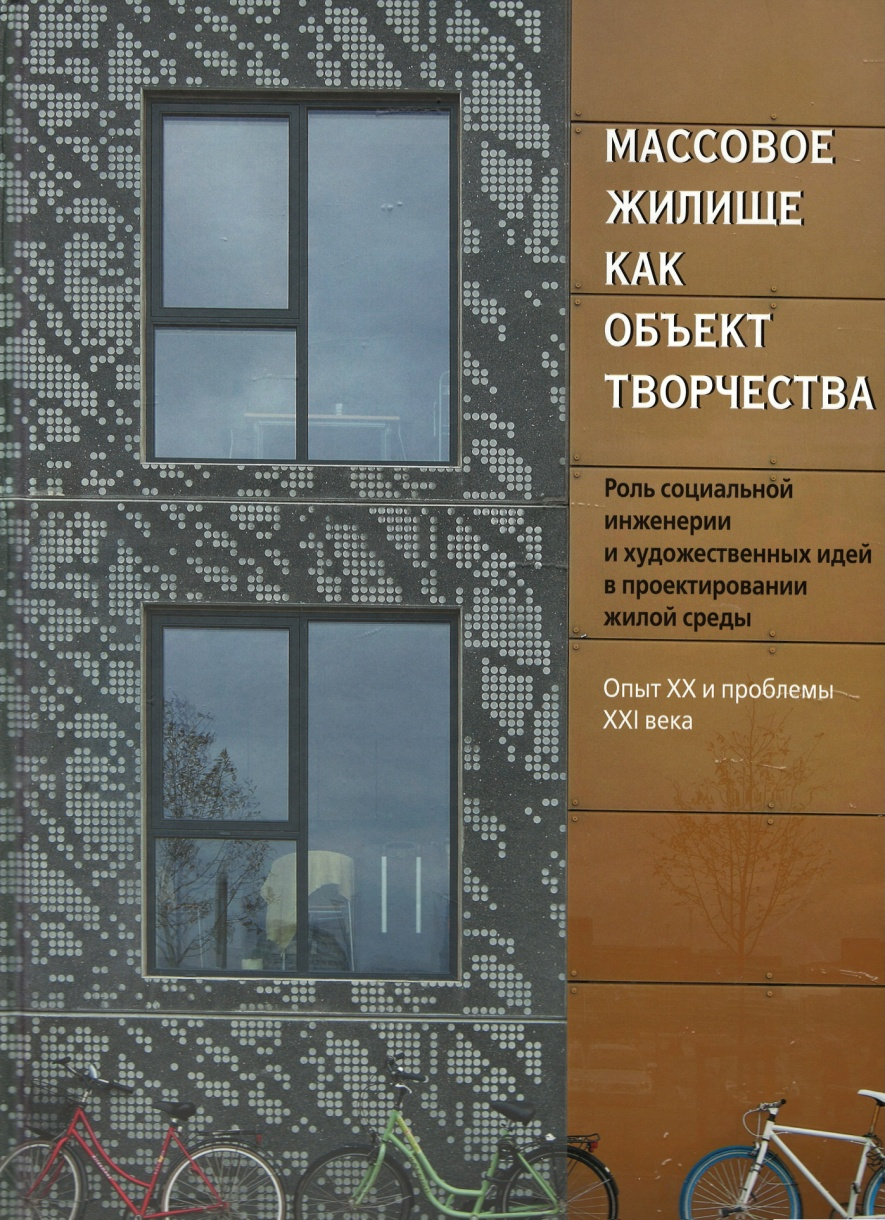 МАССОВОЕ
ЖИЛИЩЕ
КАК
ОБЪЕКТ
ТВОРЧЕСТВА
Роль социальной
инженерии
и художественных идей
в проектировании
жилой среды
Опыт XX и проблемы
XXI века